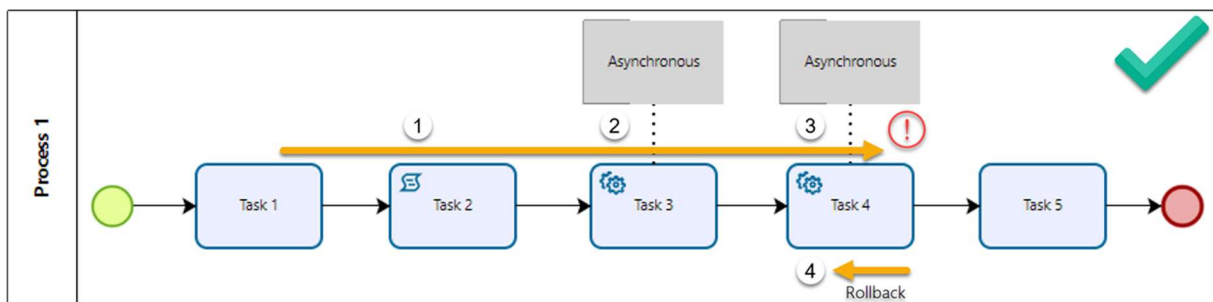 Process 1
Asynchronous
Asynchronous
1
2
3
!
Task 1
Task 2
Task 3
Task 4
Task 5
4
Rollback